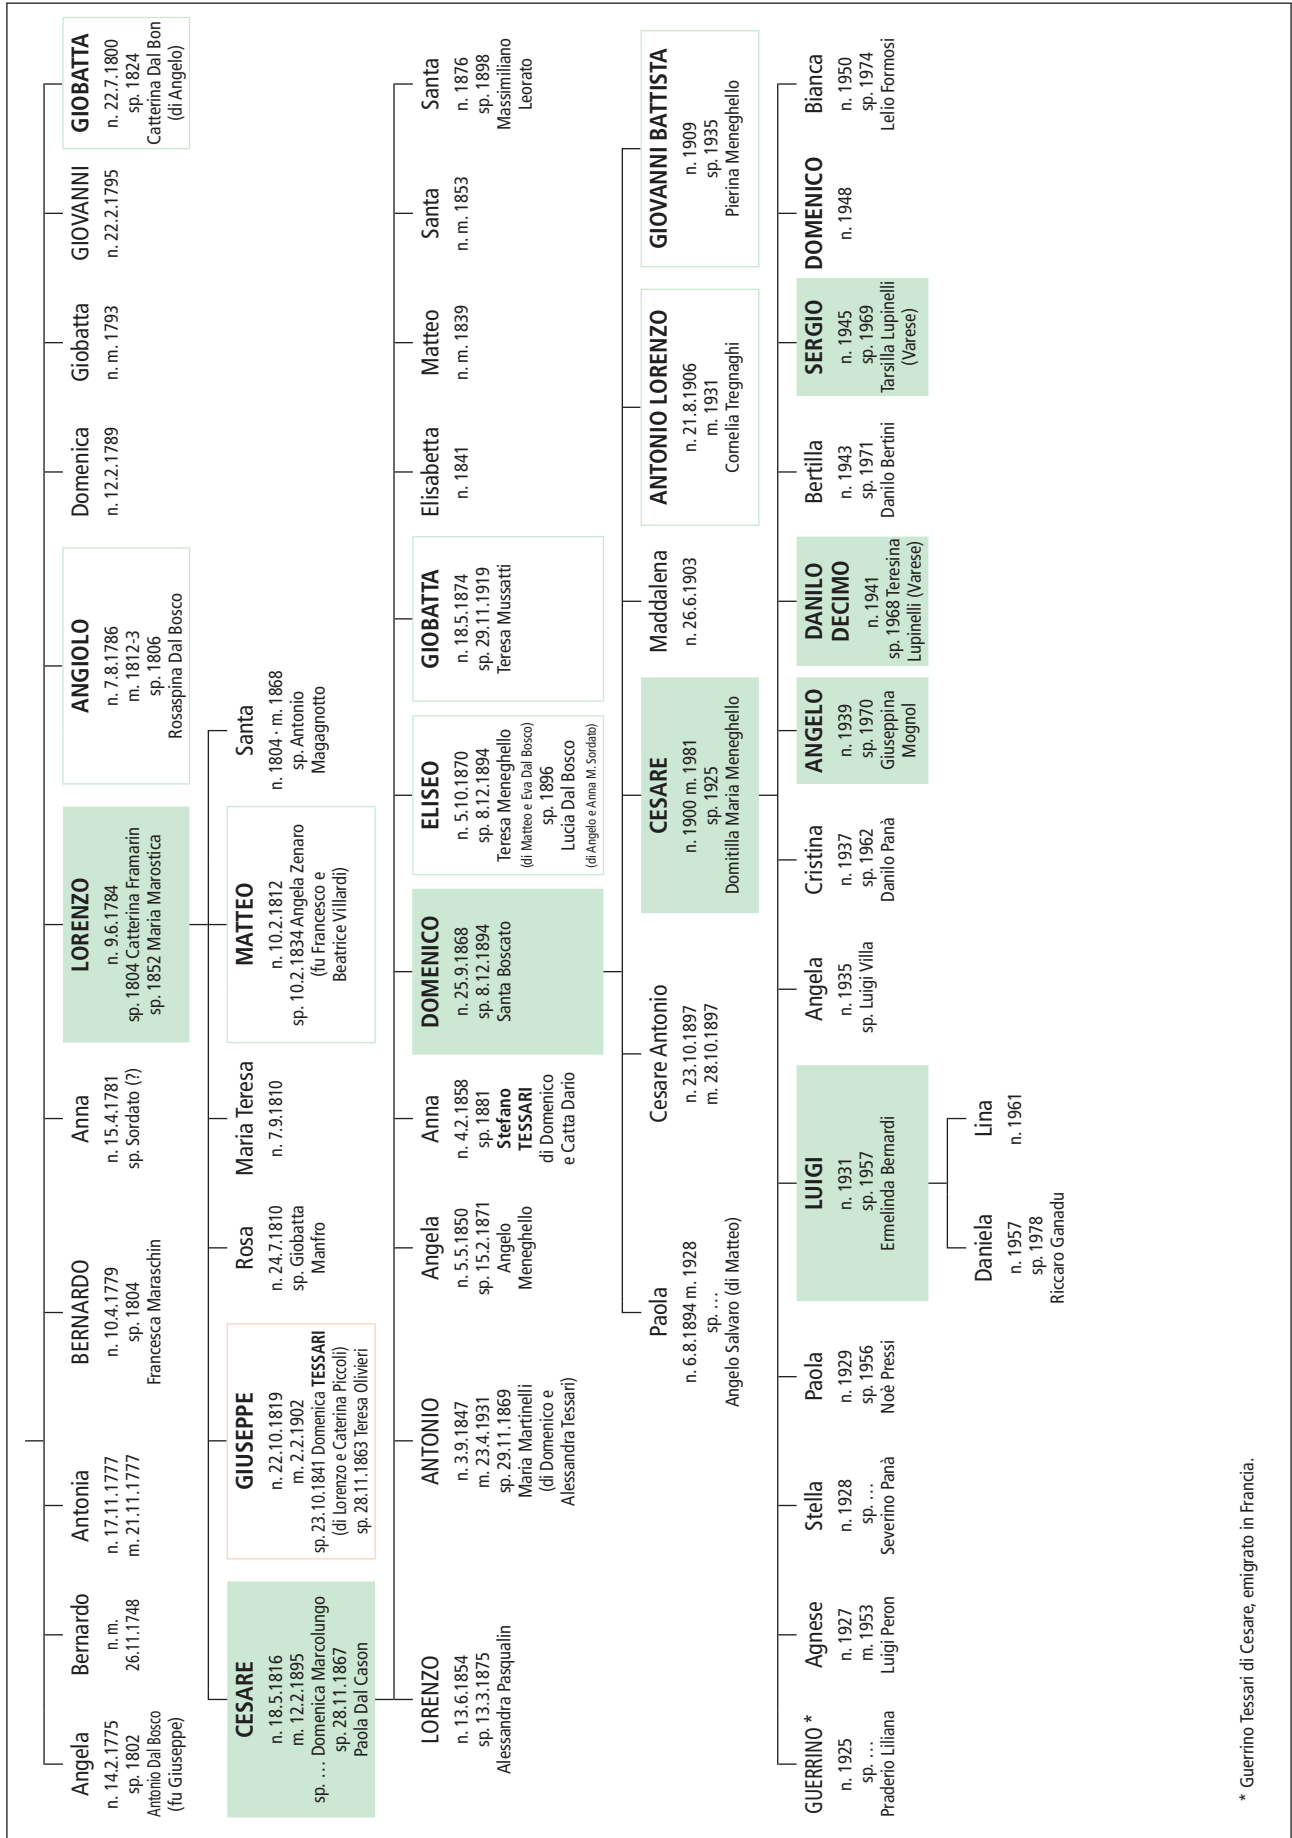 Angela
n. 14.2.1775
sp. 1802
Antonio Dal Bosco
(fu Giuseppe)
Bernardo
n. m.
26.11.1748
Antonia
n. 17.11.1777
m. 21.11.1777
BERNARDO
n. 10.4.1779
sp. 1804
Francesca Maraschin
Anna
n. 15.4.1781
sp. Sordato (?)
LORENZO
n. 9.6.1784
sp. 1804 Catterina Framarin
sp. 1852 Maria Marostica
ANGIOLO
n. 7.8.1786
m. 1812-3
sp. 1806
Rosaspina Dal Bosco
Domenica
n. 12.2.1789
Giobatta
n. m. 1793
GIOVANNI
n. 22.2.1795
GIOBATTA
n. 22.7.1800
sp. 1824
Catterina Dal Bon
(di Angelo)
CESARE
n. 18.5.1816
m. 12.2.1895
sp. … Domenica Marcolungo
sp. 28.11.1867
Paola Dal Cason
GIUSEPPE
n. 22.10.1819
m. 2.2.1902
sp. 23.10.1841 Domenica TESSARI
(di Lorenzo e Caterina Piccoli)
sp. 28.11.1863 Teresa Olivieri
Rosa
n. 24.7.1810
sp. Giobatta
Manfro
Maria Teresa
n. 7.9.1810
MATTEO
n. 10.2.1812
sp. 10.2.1834 Angela Zenaro
(fu Francesco e
Beatrice Villardi)
Santa
n. 1804 · m. 1868
sp. Antonio
Magagnotto
LORENZO
n. 13.6.1854
sp. 13.3.1875
Alessandra Pasqualin
ANTONIO
n. 3.9.1847
m. 23.4.1931
sp. 29.11.1869
Maria Martinelli
(di Domenico e
Alessandra Tessari)
Angela
n. 5.5.1850
sp. 15.2.1871
Angelo
Meneghello
Anna
n. 4.2.1858
sp. 1881
Stefano
TESSARI
di Domenico
e Catta Dario
DOMENICO
n. 25.9.1868
sp. 8.12.1894
Santa Boscato
ELISEO
n. 5.10.1870
sp. 8.12.1894
Teresa Meneghello
(di Matteo e Eva Dal Bosco)
sp. 1896
Lucia Dal Bosco
(di Angelo e Anna M. Sordato)
GIOBATTA
n. 18.5.1874
sp. 29.11.1919
Teresa Mussatti
Elisabetta
n. 1841
Matteo
n. m. 1839
Santa
n. m. 1853
Santa
n. 1876
sp. 1898
Massimiliano
Leorato
Paola
n. 6.8.1894 m. 1928
sp. …
Angelo Salvaro (di Matteo)
Cesare Antonio
n. 23.10.1897
m. 28.10.1897
CESARE
n. 1900 m. 1981
sp. 1925
Domitilla Maria Meneghello
Maddalena
n. 26.6.1903
ANTONIO LORENZO
n. 21.8.1906
m. 1931
Cornelia Tregnaghi
GIOVANNI BATTISTA
n. 1909
sp. 1935
Pierina Meneghello
GUERRINO *
n. 1925
sp. …
Praderio Liliana
Agnese
n. 1927
m. 1953
Luigi Peron
Stella
n. 1928
sp. …
Severino Panà
Paola
n. 1929
sp. 1956
Noè Pressi
LUIGI
n. 1931
sp. 1957
Ermelinda Bernardi
Angela
n. 1935
sp. Luigi Villa
Cristina
n. 1937
sp. 1962
Danilo Panà
ANGELO
n. 1939
sp. 1970
Giuseppina
Mognol
DANILO
DECIMO
n. 1941
sp. 1968 Teresina
Lupinelli (Varese)
Bertilla
n. 1943
sp. 1971
Danilo Bertini
SERGIO
n. 1945
sp. 1969
Tarsilla Lupinelli
(Varese)
DOMENICO
n. 1948
Bianca
n. 1950
sp. 1974
Lelio Formosi
Daniela
n. 1957
sp. 1978
Riccaro Ganadu
Lina
n. 1961
* Guerrino Tessari di Cesare, emigrato in Francia.